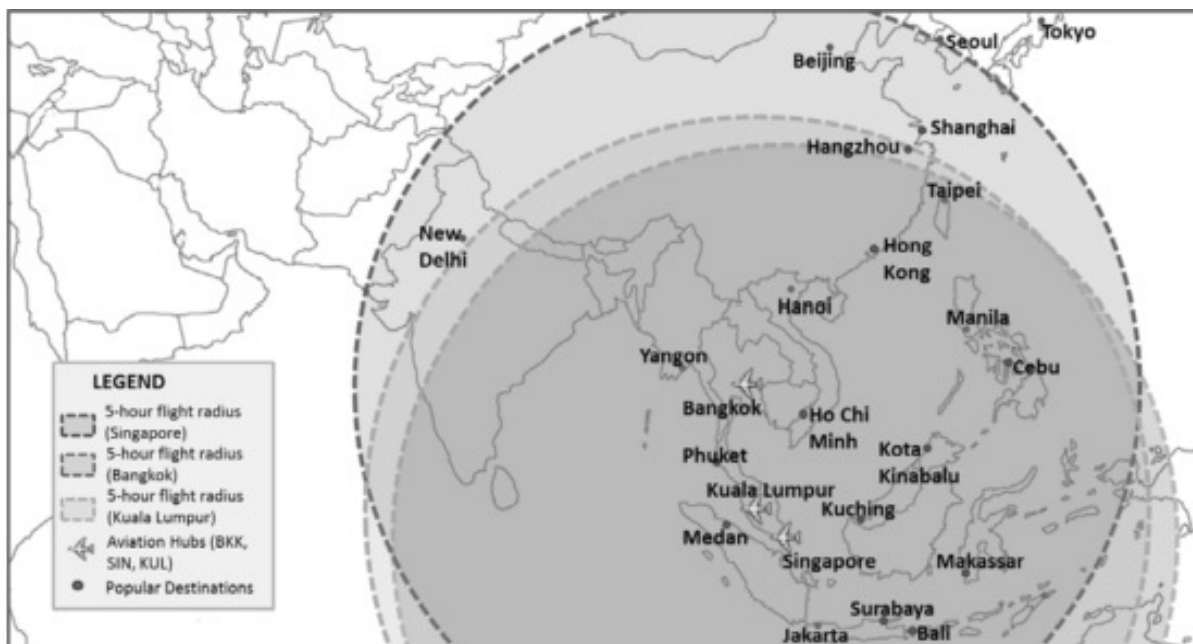 Tokyo
Seoul
Beijing
Shanghai
Hangzhou
Taipei
New
Delhi
Hong
Kong
Hanoi
Manila
Yangon
Cebu
Bangkok
Ho Chi
Minh
Phuket
Kota
Kinabalu
Kuala Lumpur
Kuching
Medan
Singapore
Makassar
Surabaya
Jakarta
Bali
LEGEND
5-hour flight radius
(Singapore)
5-hour flight radius
(Bangkok)
5-hour flight radius
(Kuala Lumpur)
Aviation Hubs (BKK,
SIN, KUL)
Popular Destinations